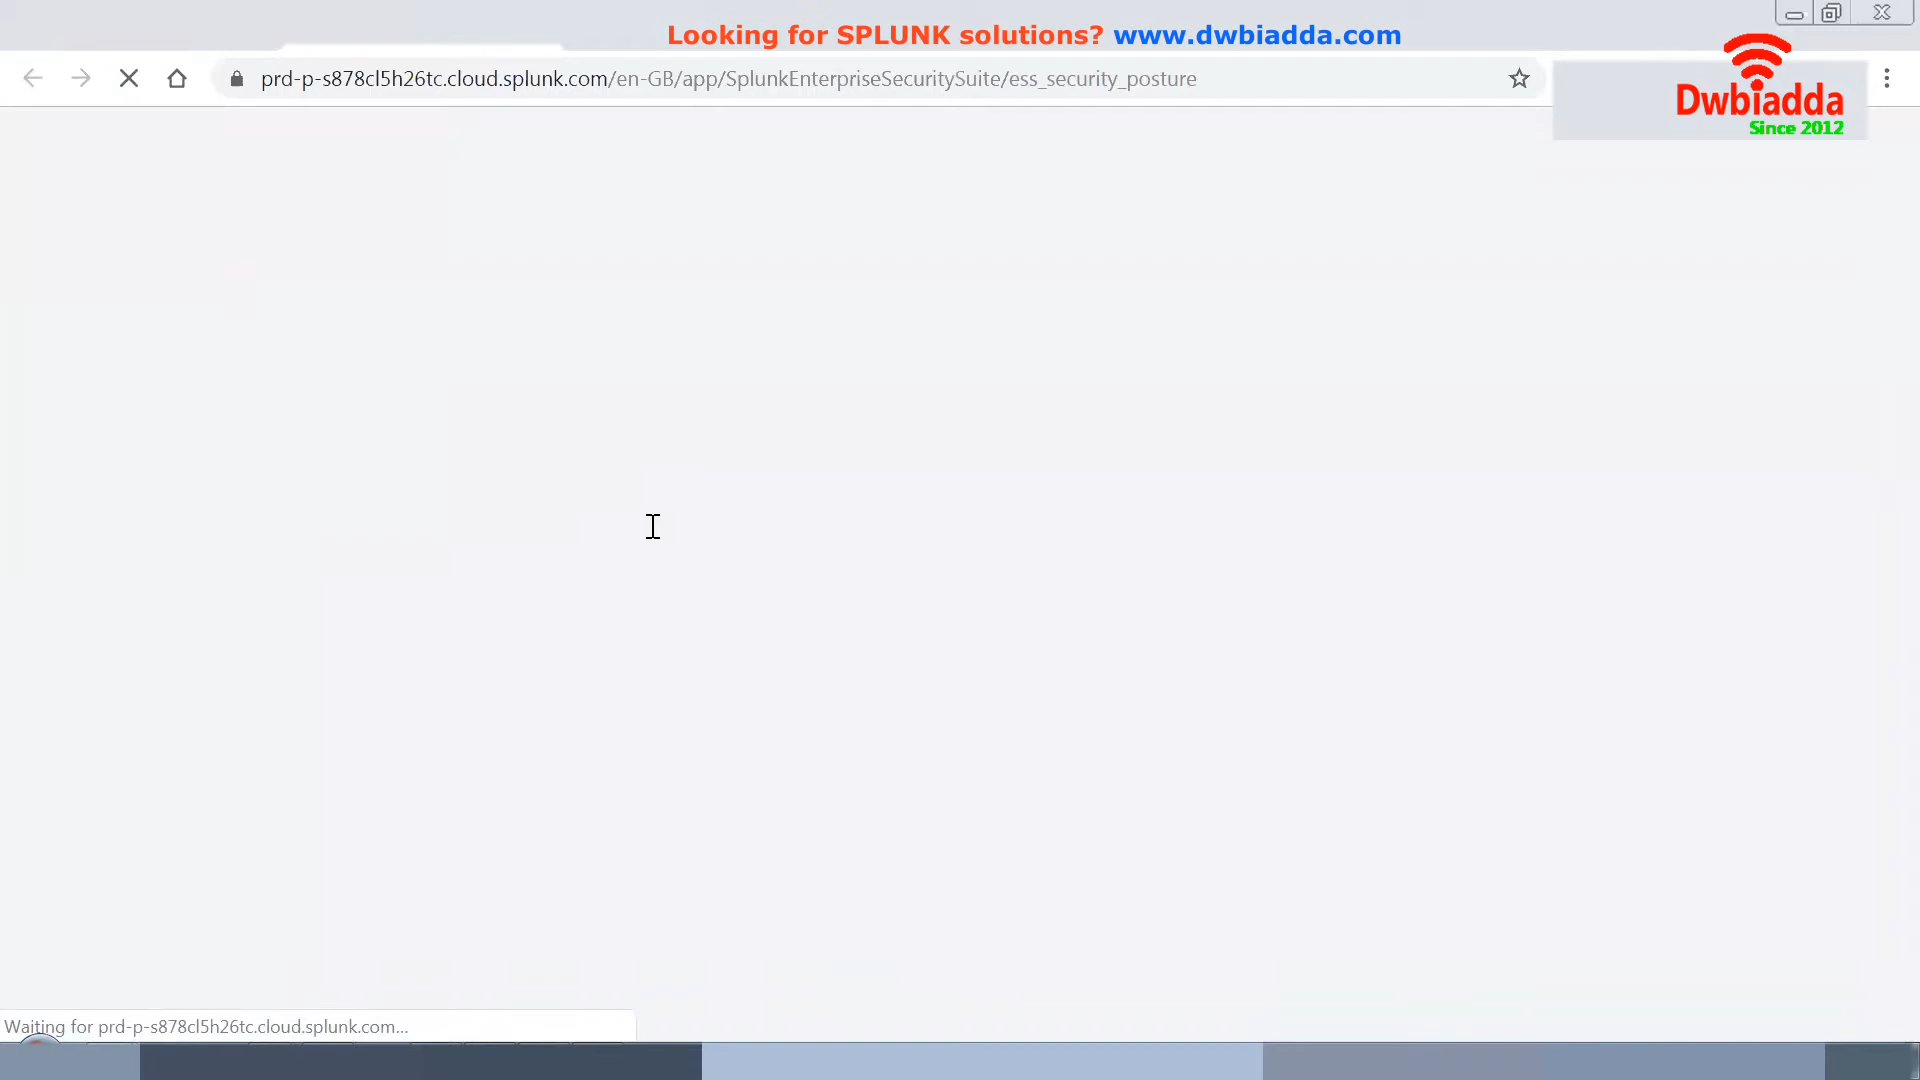 Looking for SPLUNK solutions? www.dwbiadda.com
prd-p-s878cl5h26tc.cloud.splunk.com/en-GB/app/SplunkEnterpriseSecuritySuite/ess_security_posture
Dwbiadda
Since 2012
Waiting for prd-p-s878cl5h26tc.cloud.splunk.com...